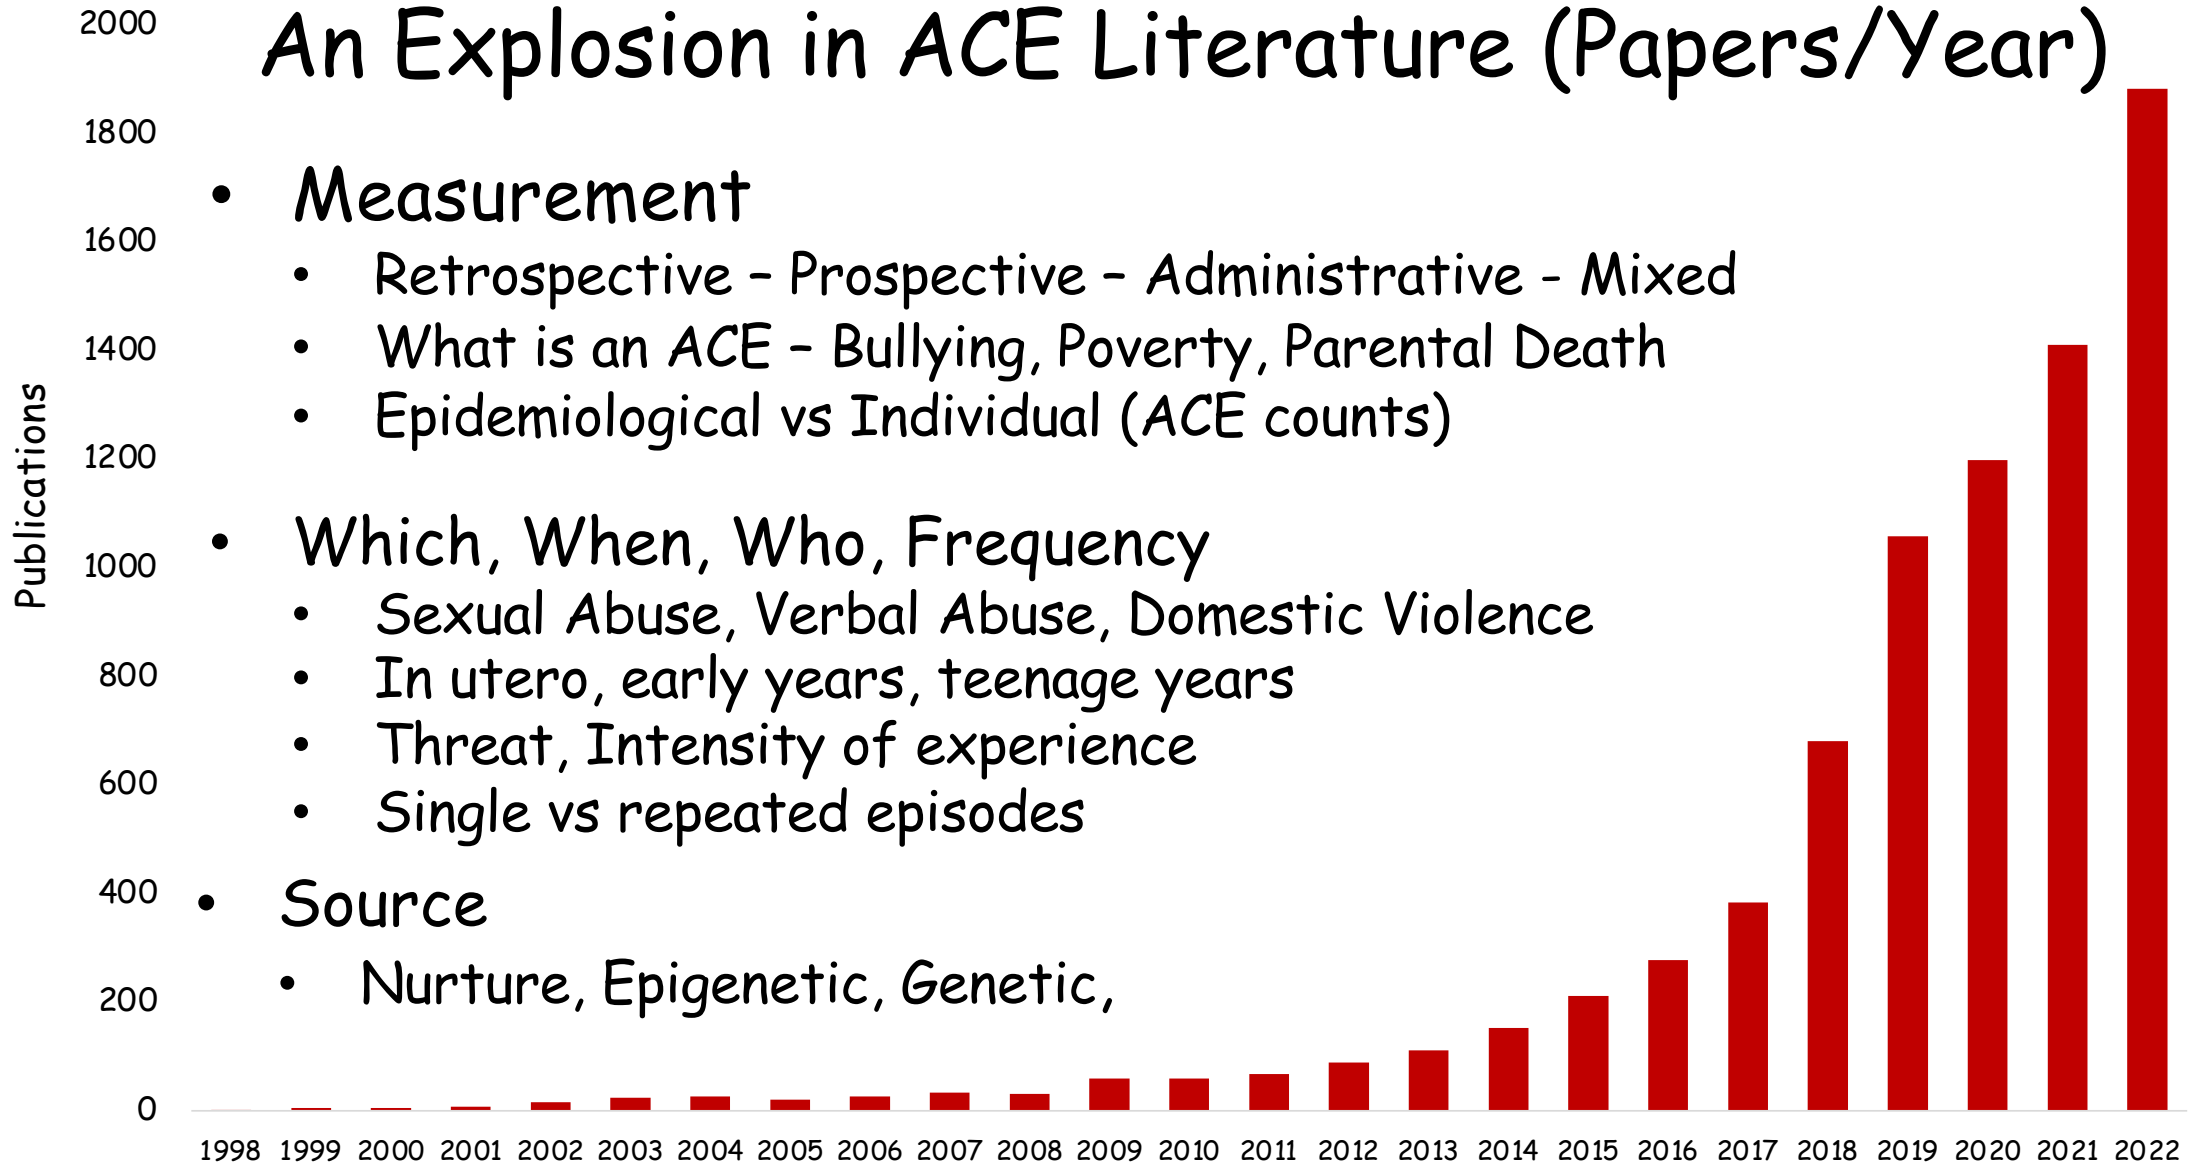 An Explosion in ACE Literature (Papers/Year)
2000
1800
1600
1400
1200
1000
800
600
400
200
0
Publications
• Measurement
• Retrospective – Prospective – Administrative - Mixed
• What is an ACE – Bullying, Poverty, Parental Death
• Epidemiological vs Individual (ACE counts)
• Which, When, Who, Frequency
• Sexual Abuse, Verbal Abuse, Domestic Violence
• In utero, early years, teenage years
• Threat, Intensity of experience
• Single vs repeated episodes
• Source
• Nurture, Epigenetic, Genetic,
1998 1999 2000 2001 2002 2003 2004 2005 2006 2007 2008 2009 2010 2011 2012 2013 2014 2015 2016 2017 2018 2019 2020 2021 2022